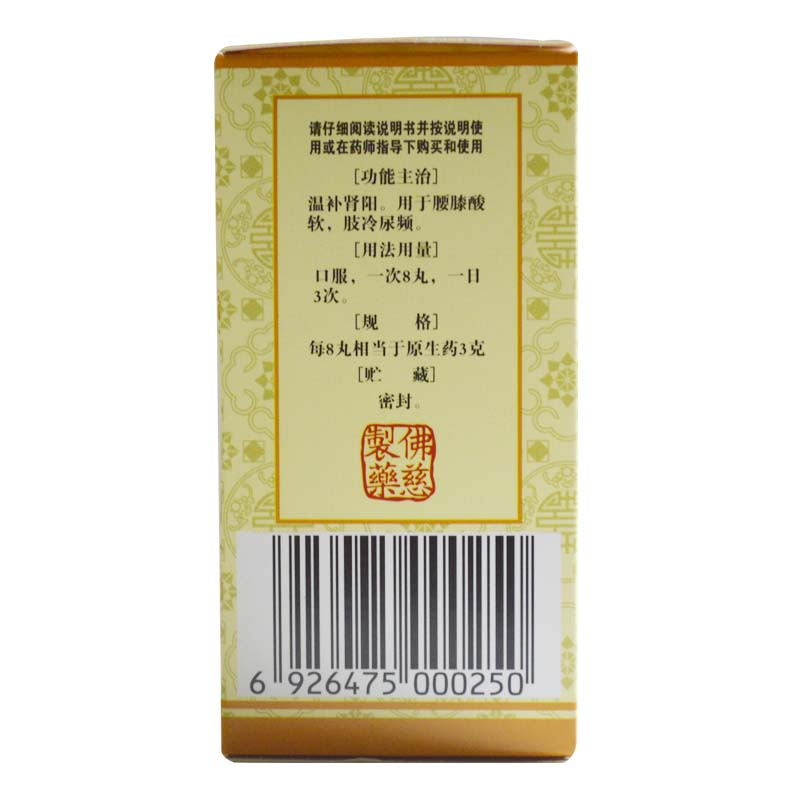 请仔细阅读说明书并按说明使
用或在药师指导下购买和使用
[功能主治]
温补肾阳。用于腰膝酸
软，肢冷尿频。
[用法用量]
口服，一次8丸，一日
3次。
[规　格]
每8丸相当于原生药3克
[贮　藏]
密封。
佛慈
製藥
6 926475 000250